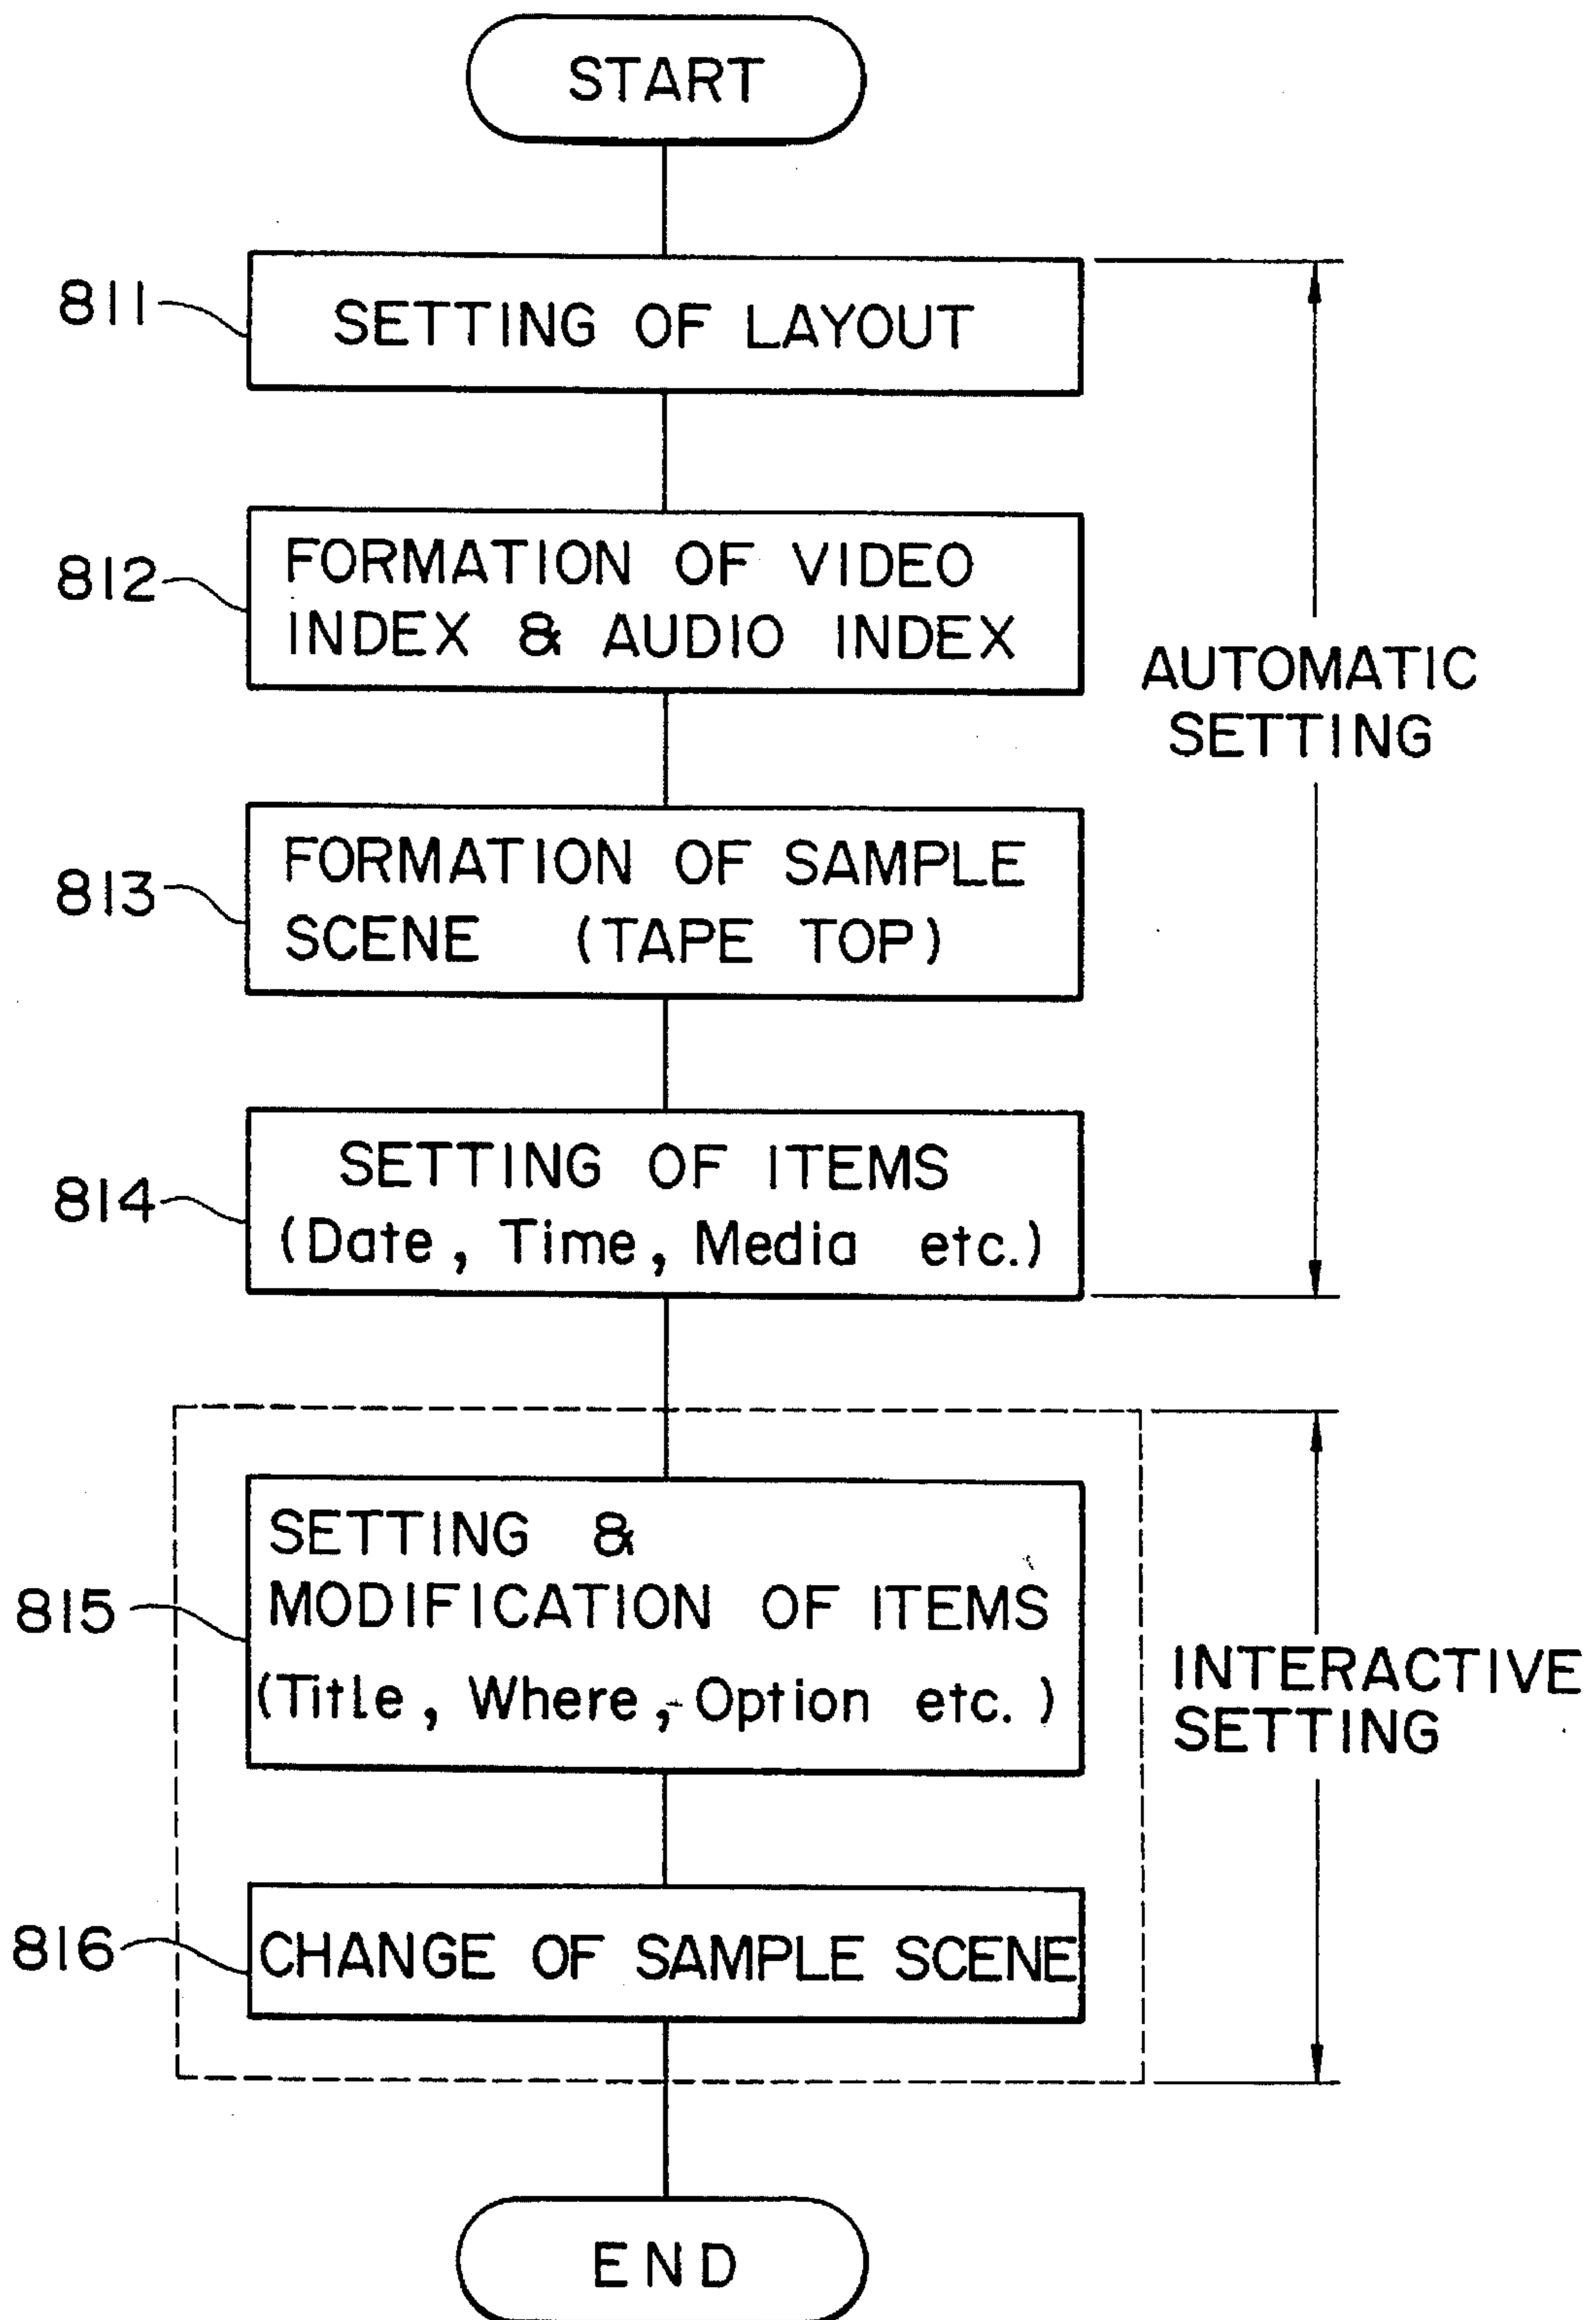 START
811
SETTING OF LAYOUT
812
FORMATION OF VIDEO
INDEX & AUDIO INDEX
AUTOMATIC
SETTING
813
FORMATION OF SAMPLE
SCENE (TAPE TOP)
814
SETTING OF ITEMS
(Date, Time, Media etc.)
815
SETTING &
MODIFICATION OF ITEMS
(Title, Where, Option etc.)
INTERACTIVE
SETTING
816
CHANGE OF SAMPLE SCENE
END